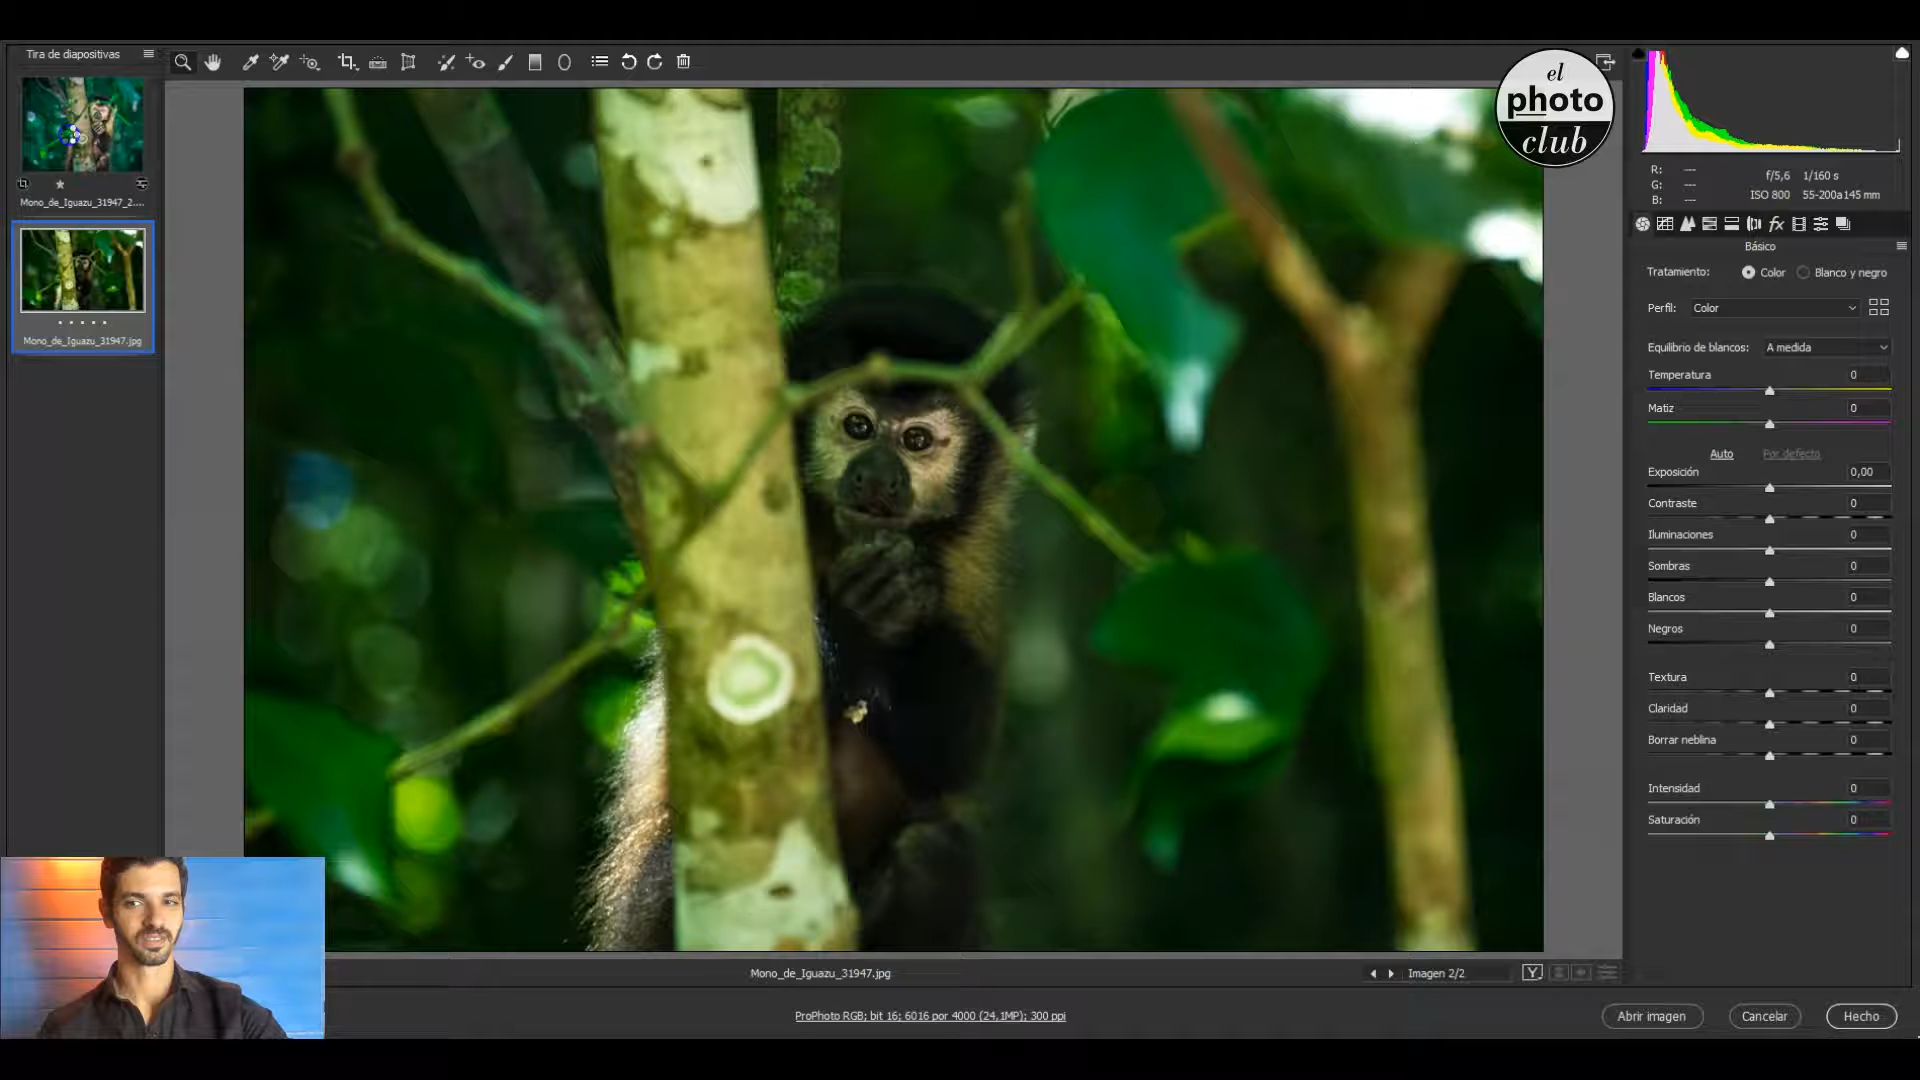 Tira de diapositivas
Mono_de_Iguazu_31947_2....
Mono_de_Iguazu_31947.jpg
el
photo
club
R: ---
G: ---
B: ---
f/5,6 1/160 s
ISO 800 55-200a145 mm
fx
Básico
Tratamiento: Color Blanco y negro
Perfil: Color
Equilibrio de blancos: A medida
Temperatura 0
Matiz 0
Auto Por defecto
Exposición 0,00
Contraste 0
Iluminaciones 0
Sombras 0
Blancos 0
Negros 0
Textura 0
Claridad 0
Borrar neblina 0
Intensidad 0
Saturación 0
Mono_de_Iguazu_31947.jpg
Imagen 2/2
Y
ProPhoto RGB; bit 16; 6016 por 4000 (24,1MP); 300 ppi
Abrir imagen
Cancelar
Hecho